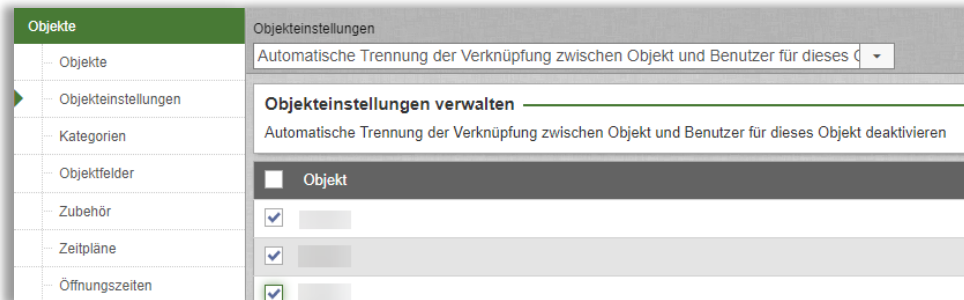 Objekte
Objekte
Objekteinstellungen
Kategorien
Objektfelder
Zubehör
Zeitpläne
Öffnungszeiten
Objekteinstellungen
Automatische Trennung der Verknüpfung zwischen Objekt und Benutzer für dieses
Objekteinstellungen verwalten
Automatische Trennung der Verknüpfung zwischen Objekt und Benutzer für dieses Objekt deaktivieren
Objekt